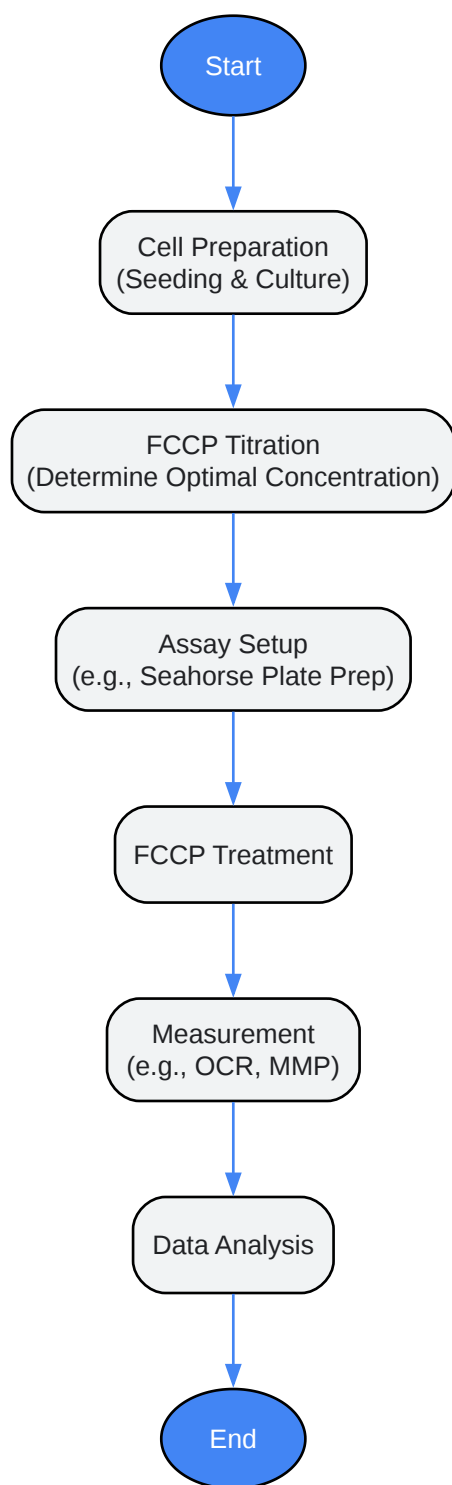 Start
Cell Preparation
(Seeding & Culture)
FCCP Titration
(Determine Optimal Concentration)
Assay Setup
(e.g., Seahorse Plate Prep)
FCCP Treatment
Measurement
(e.g., OCR, MMP)
Data Analysis
End